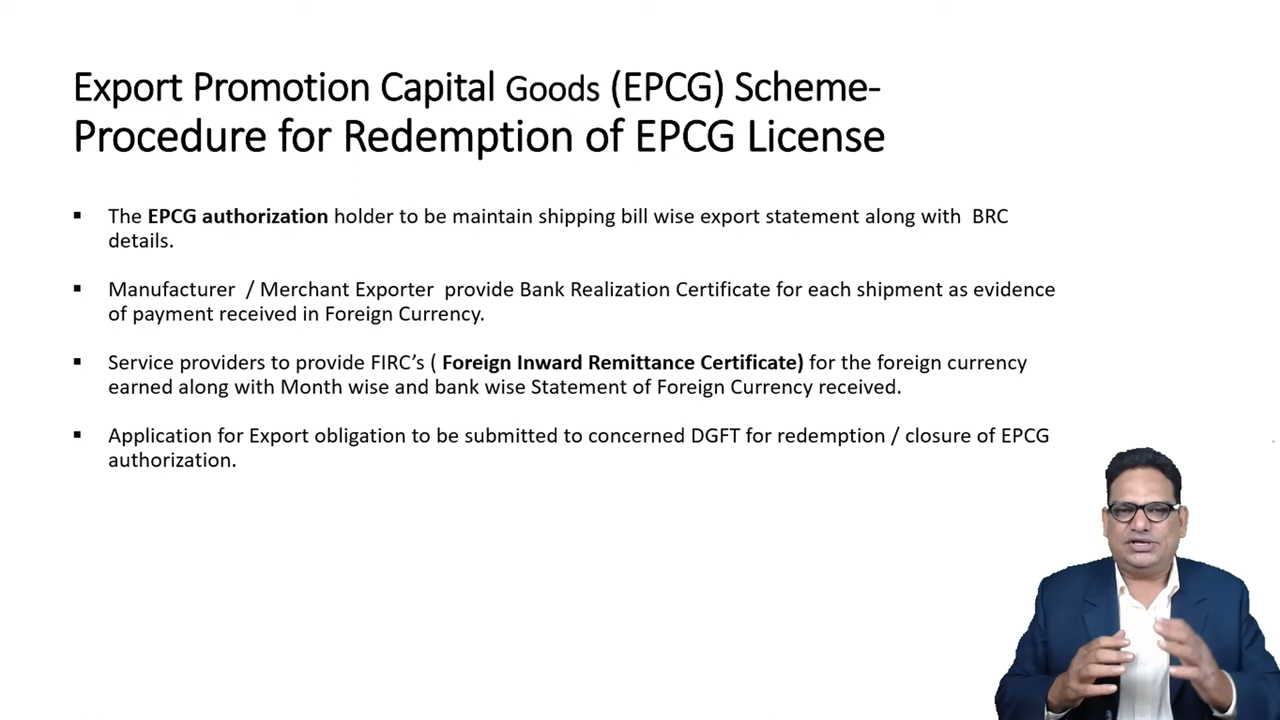 Export Promotion Capital Goods (EPCG) Scheme-
Procedure for Redemption of EPCG License
▪ The EPCG authorization holder to be maintain shipping bill wise export statement along with BRC
details.
▪ Manufacturer / Merchant Exporter provide Bank Realization Certificate for each shipment as evidence
of payment received in Foreign Currency.
▪ Service providers to provide FIRC’s ( Foreign Inward Remittance Certificate) for the foreign currency
earned along with Month wise and bank wise Statement of Foreign Currency received.
▪ Application for Export obligation to be submitted to concerned DGFT for redemption / closure of EPCG
authorization.